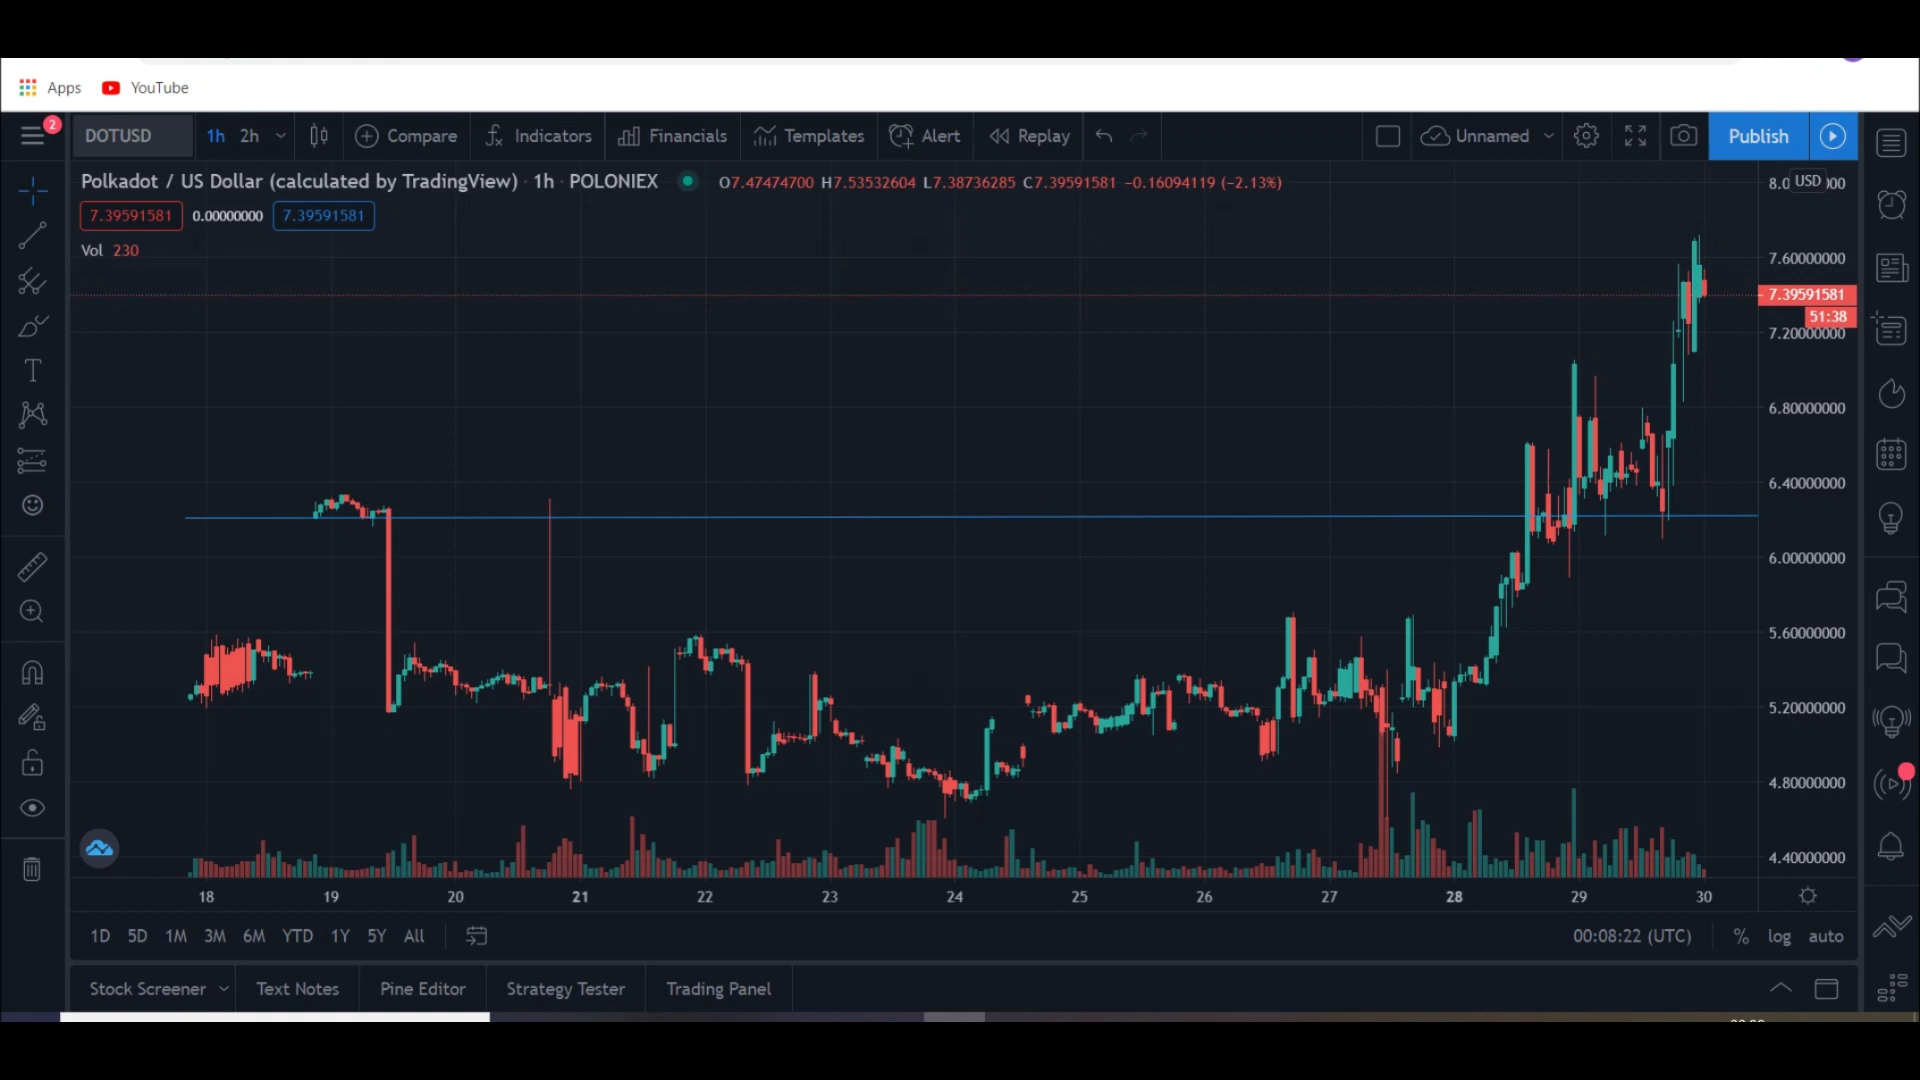 Apps YouTube
2
DOTUSD 1h 2h Compare Indicators Financials Templates Alert Replay Unnamed Publish
Polkadot / US Dollar (calculated by TradingView) · 1h · POLONIEX O7.47474700 H7.53532604 L7.38736285 C7.39591581 −0.16094119 (−2.13%)
USD
7.39591581 0.00000000 7.39591581
Vol 230
7.60000000
7.39591581
51:38
7.20000000
6.80000000
6.40000000
6.00000000
5.60000000
5.20000000
4.80000000
4.40000000
18 19 20 21 22 23 24 25 26 27 28 29 30
1D 5D 1M 3M 6M YTD 1Y 5Y All 00:08:22 (UTC) % log auto
Stock Screener Text Notes Pine Editor Strategy Tester Trading Panel